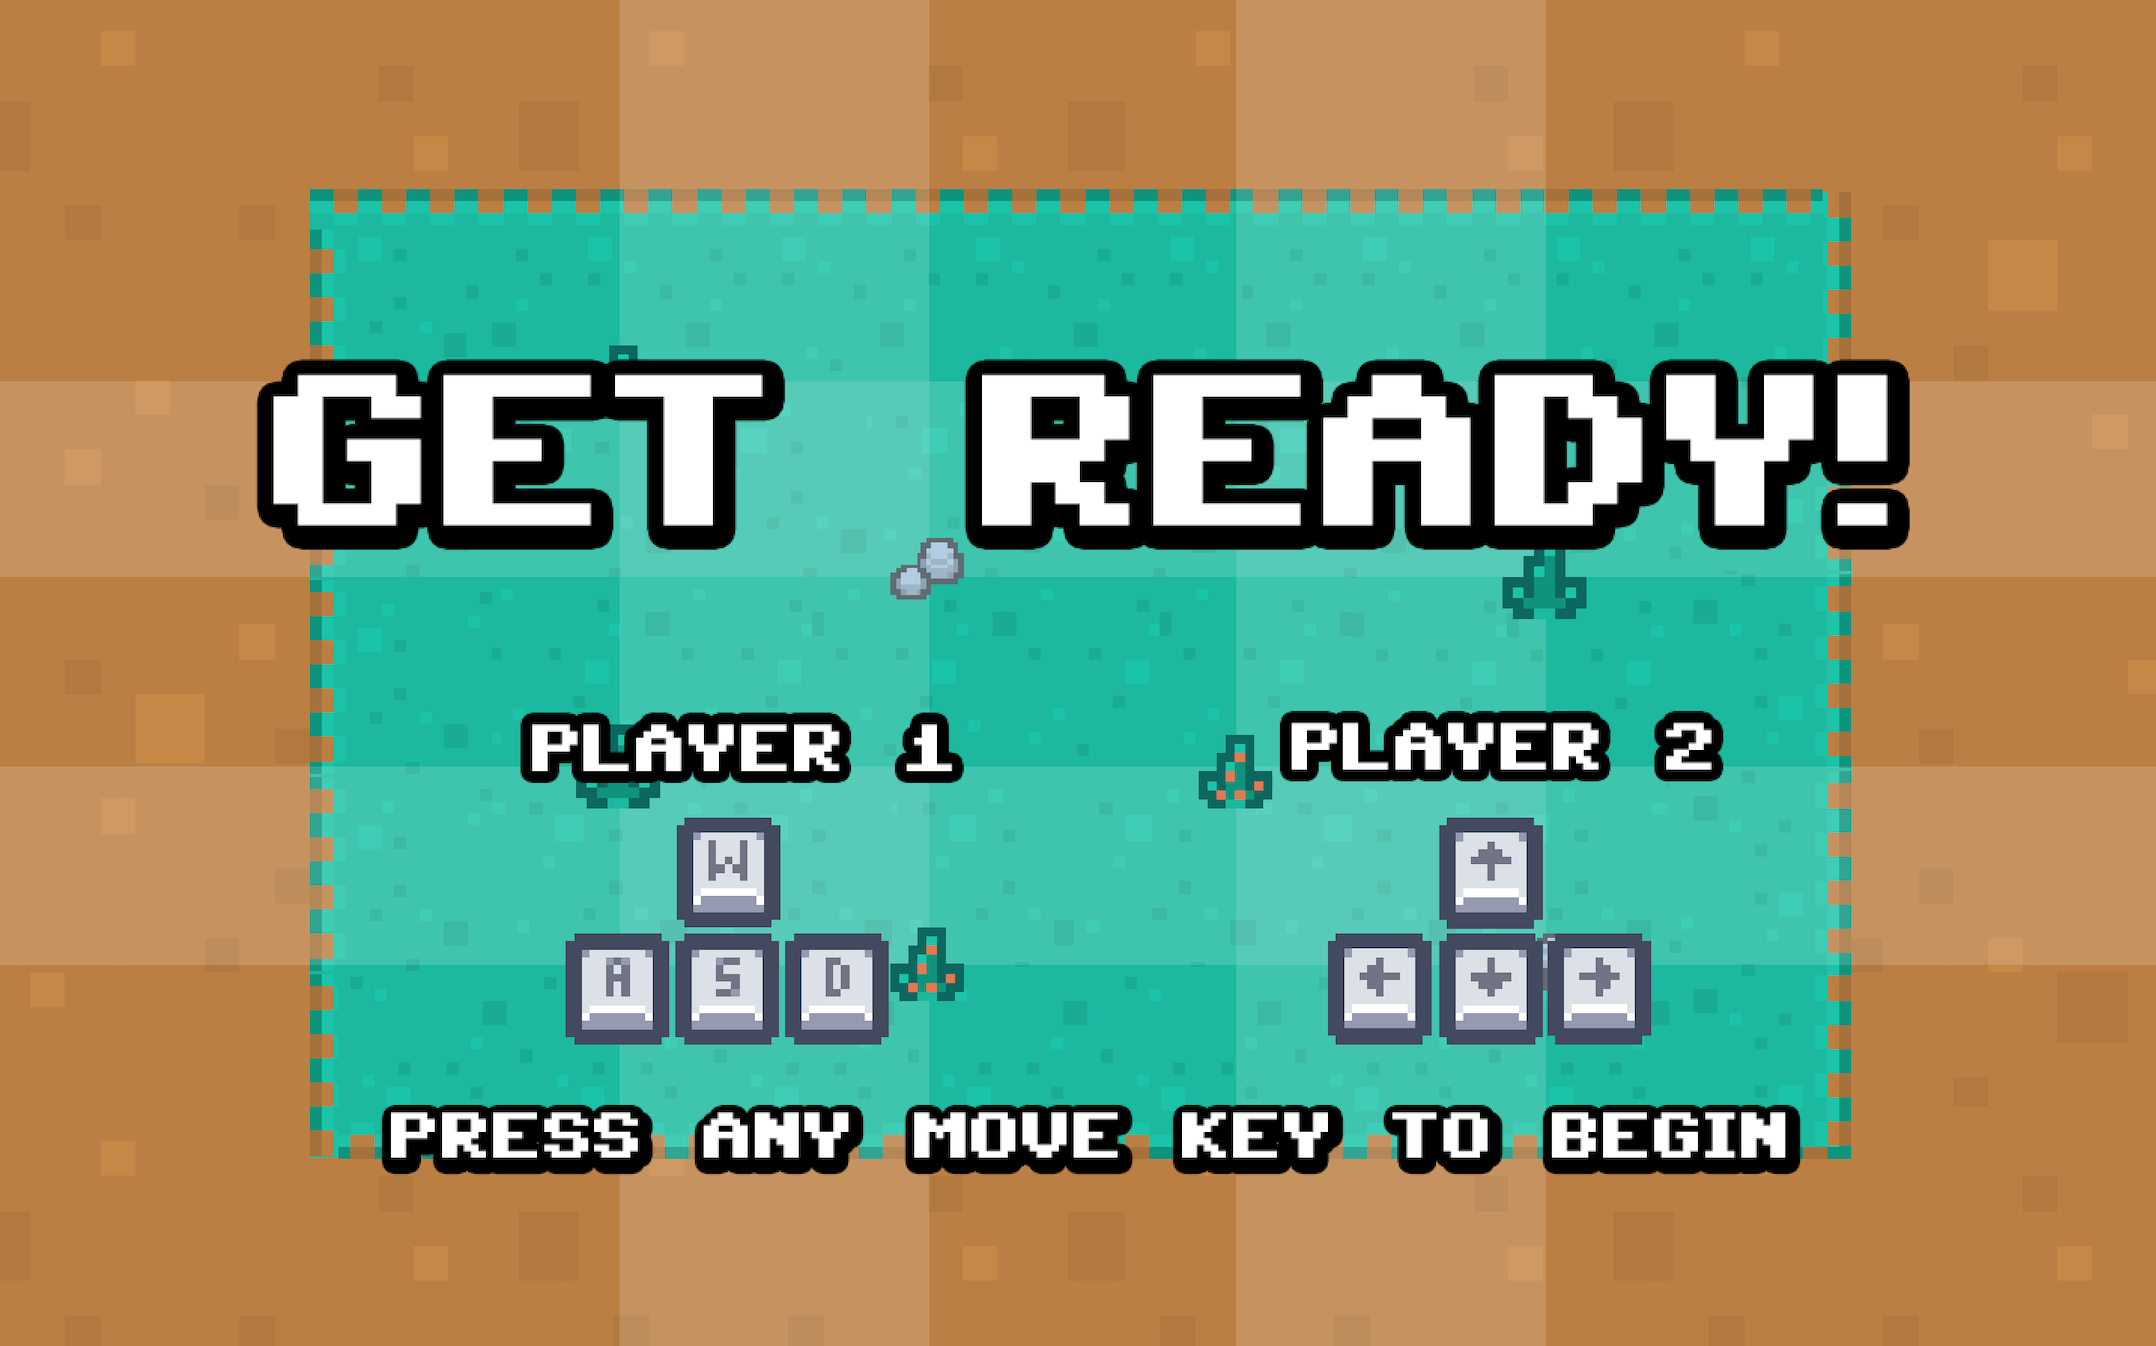 GET READY!
PLAYER 1 PLAYER 2
W ↑
A S D ← ↓ →
PRESS ANY MOVE KEY TO BEGIN